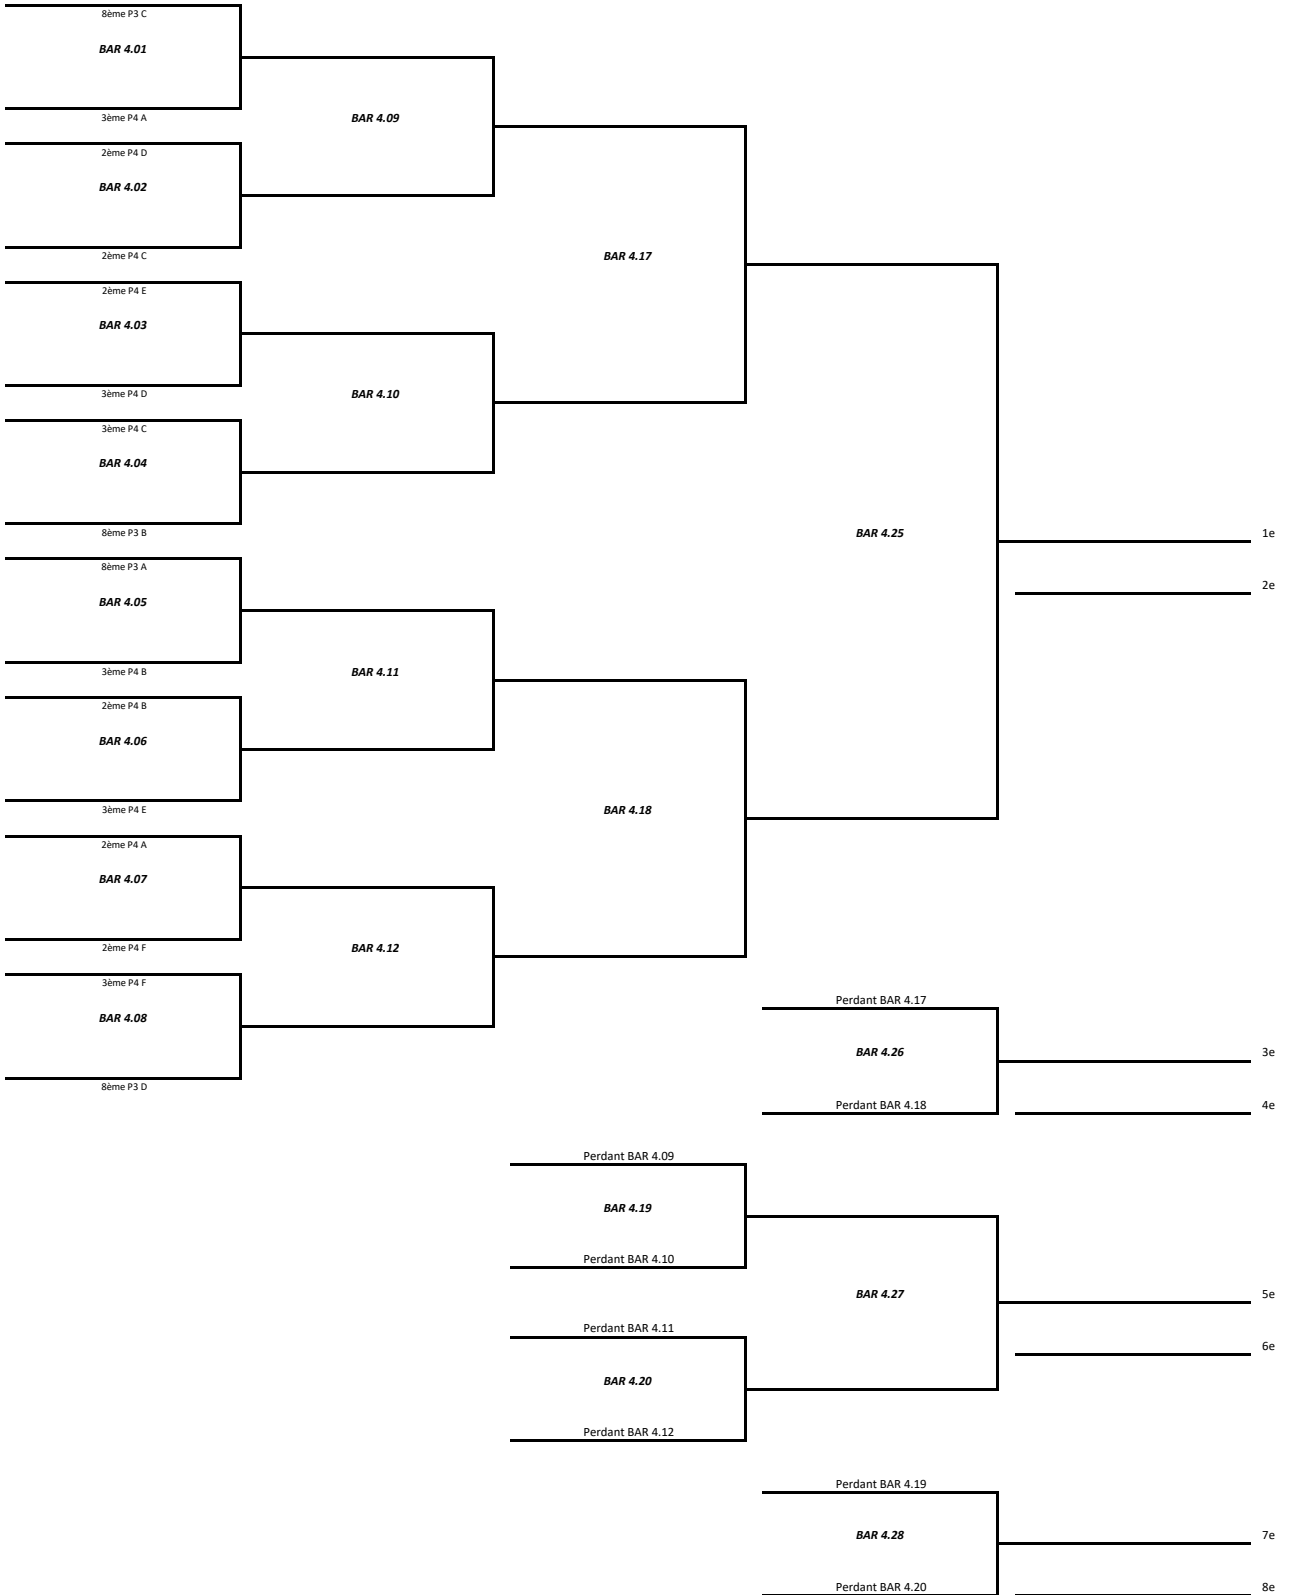 8ème P3 C
BAR 4.01
3ème P4 A
BAR 4.09
2ème P4 D
BAR 4.02
2ème P4 C
BAR 4.17
2ème P4 E
BAR 4.03
3ème P4 D
BAR 4.10
3ème P4 C
BAR 4.04
8ème P3 B
BAR 4.25
1e
8ème P3 A
2e
BAR 4.05
3ème P4 B
BAR 4.11
2ème P4 B
BAR 4.06
3ème P4 E
BAR 4.18
2ème P4 A
BAR 4.07
2ème P4 F
BAR 4.12
3ème P4 F
Perdant BAR 4.17
BAR 4.08
BAR 4.26
3e
8ème P3 D
Perdant BAR 4.18
4e
Perdant BAR 4.09
BAR 4.19
Perdant BAR 4.10
BAR 4.27
5e
Perdant BAR 4.11
6e
BAR 4.20
Perdant BAR 4.12
Perdant BAR 4.19
BAR 4.28
7e
Perdant BAR 4.20
8e